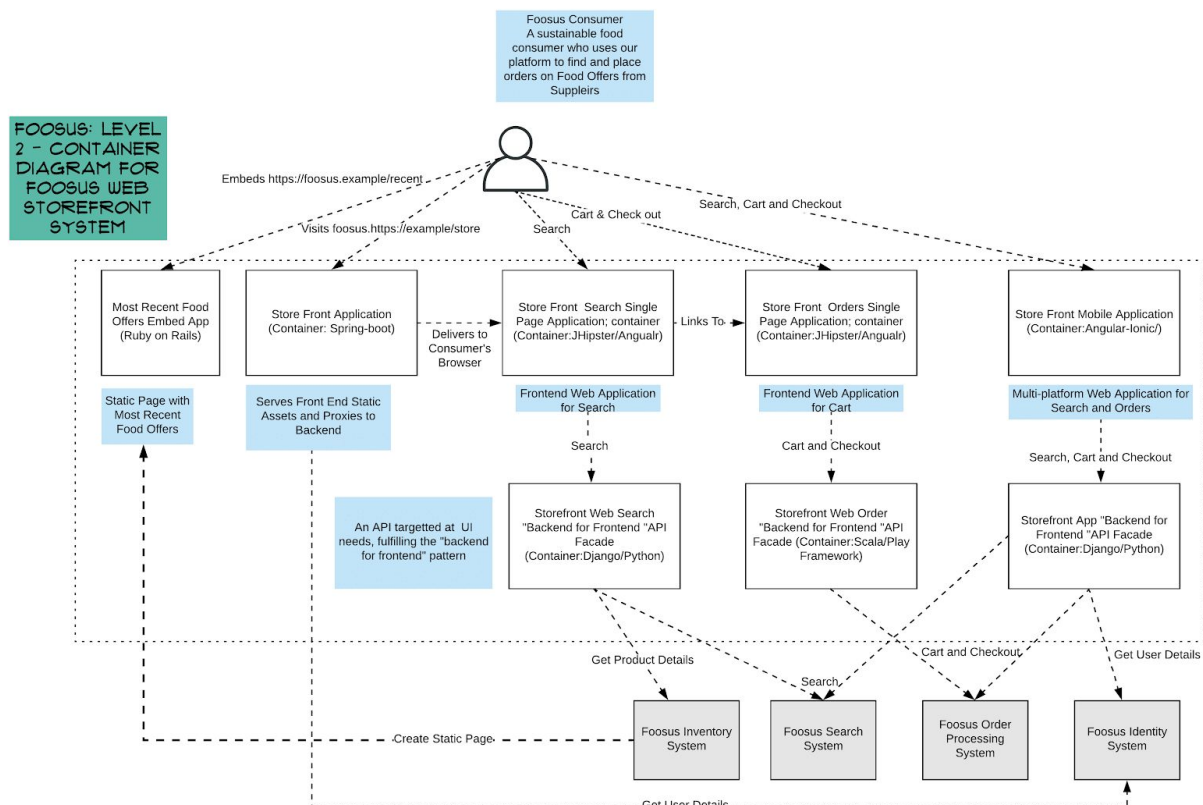 Foosus Consumer
A sustainable food
consumer who uses our
platform to find and place
orders on Food Offers from
Suppleirs
FOOSUS: LEVEL
2 - CONTAINER
DIAGRAM FOR
FOOSUS WEB
STOREFRONT
SYSTEM
Embeds https://foosus.example/recent
Visits foosus.https://example/store
Search
Cart & Check out
Search, Cart and Checkout
Most Recent Food
Offers Embed App
(Ruby on Rails)
Store Front Application
(Container: Spring-boot)
Delivers to
Consumer's
Browser
Store Front Search Single
Page Application; container
(Container:JHipster/Angualr)
Links To
Store Front Orders Single
Page Application; container
(Container:JHipster/Angualr)
Store Front Mobile Application
(Container:Angular-Ionic/)
Static Page with
Most Recent
Food Offers
Serves Front End Static
Assets and Proxies to
Backend
Frontend Web Application
for Search
Frontend Web Application
for Cart
Multi-platform Web Application for
Search and Orders
Search
Cart and Checkout
Search, Cart and Checkout
An API targetted at UI
needs, fulfilling the "backend
for frontend" pattern
Storefront Web Search
"Backend for Frontend "API
Facade
(Container:Django/Python)
Storefront Web Order
"Backend for Frontend "API
Facade (Container:Scala/Play
Framework)
Storefront App "Backend for
Frontend "API Facade
(Container:Django/Python)
Get Product Details
Search
Cart and Checkout
Get User Details
Create Static Page
Foosus Inventory
System
Foosus Search
System
Foosus Order
Processing
System
Foosus Identity
System
Get User Details